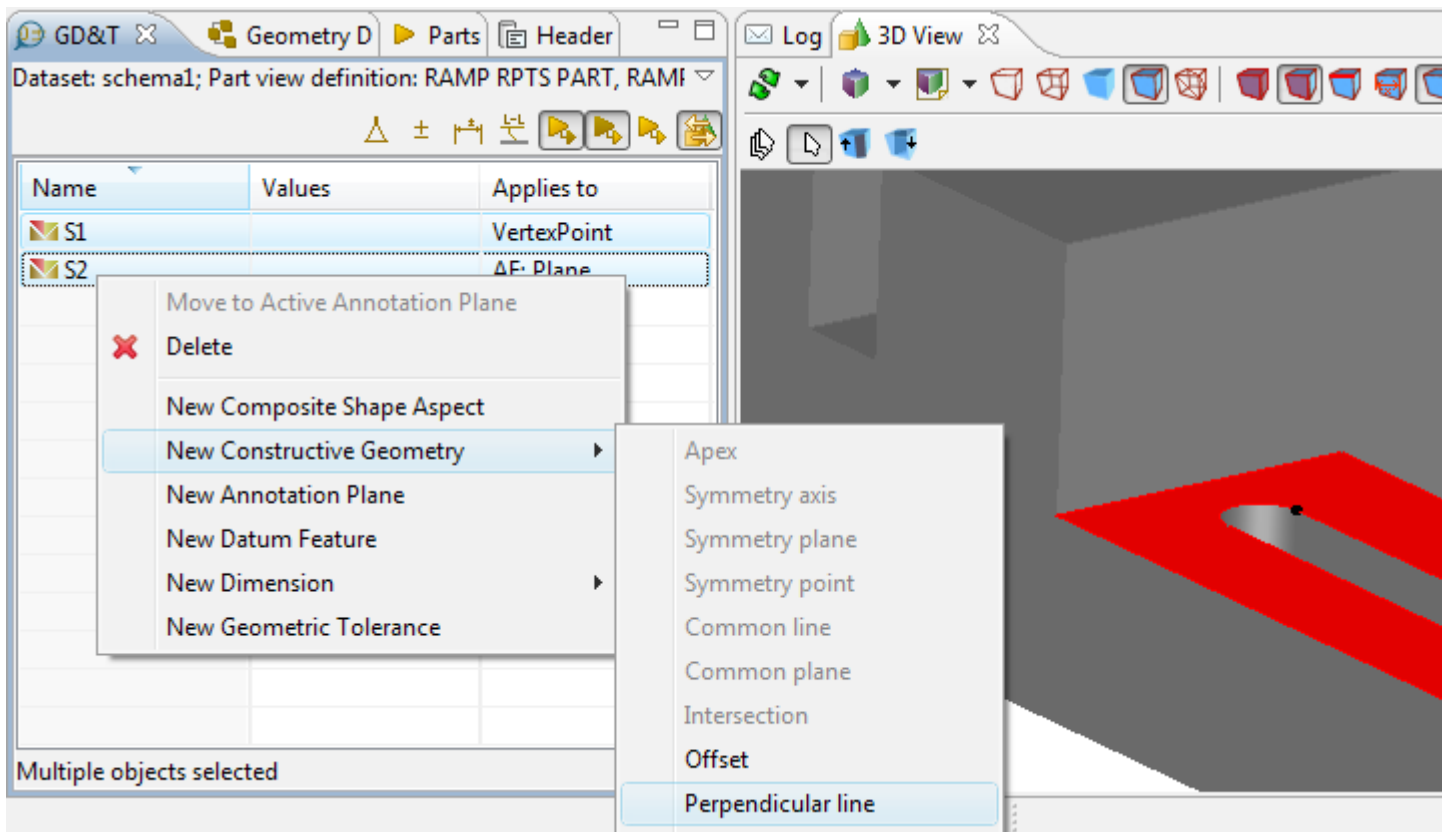 GD&T Geometry D Parts Header
Log 3D View
Dataset: schema1; Part view definition: RAMP RPTS PART, RAMP
Name Values Applies to
S1 VertexPoint
S2 AF: Plane
Move to Active Annotation Plane
Delete
New Composite Shape Aspect
New Constructive Geometry
New Annotation Plane
New Datum Feature
New Dimension
New Geometric Tolerance
Apex
Symmetry axis
Symmetry plane
Symmetry point
Common line
Common plane
Intersection
Offset
Perpendicular line
Multiple objects selected